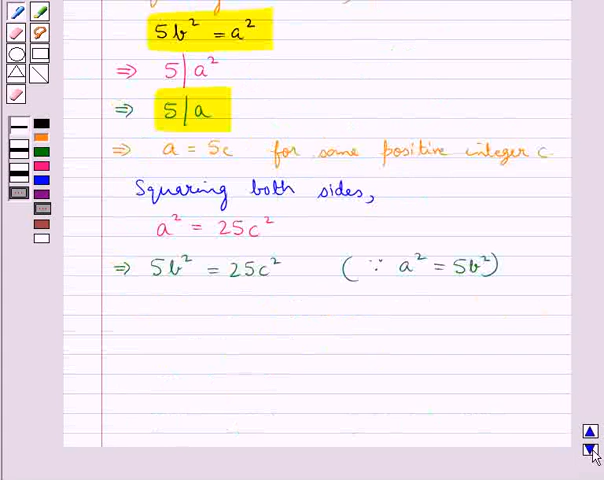 5b² = a²
⇒ 5|a²
⇒ 5|a
⇒ a = 5c for some positive integer c.
Squaring both sides,
a² = 25c²
⇒ 5b² = 25c² (∵ a² = 5b²)